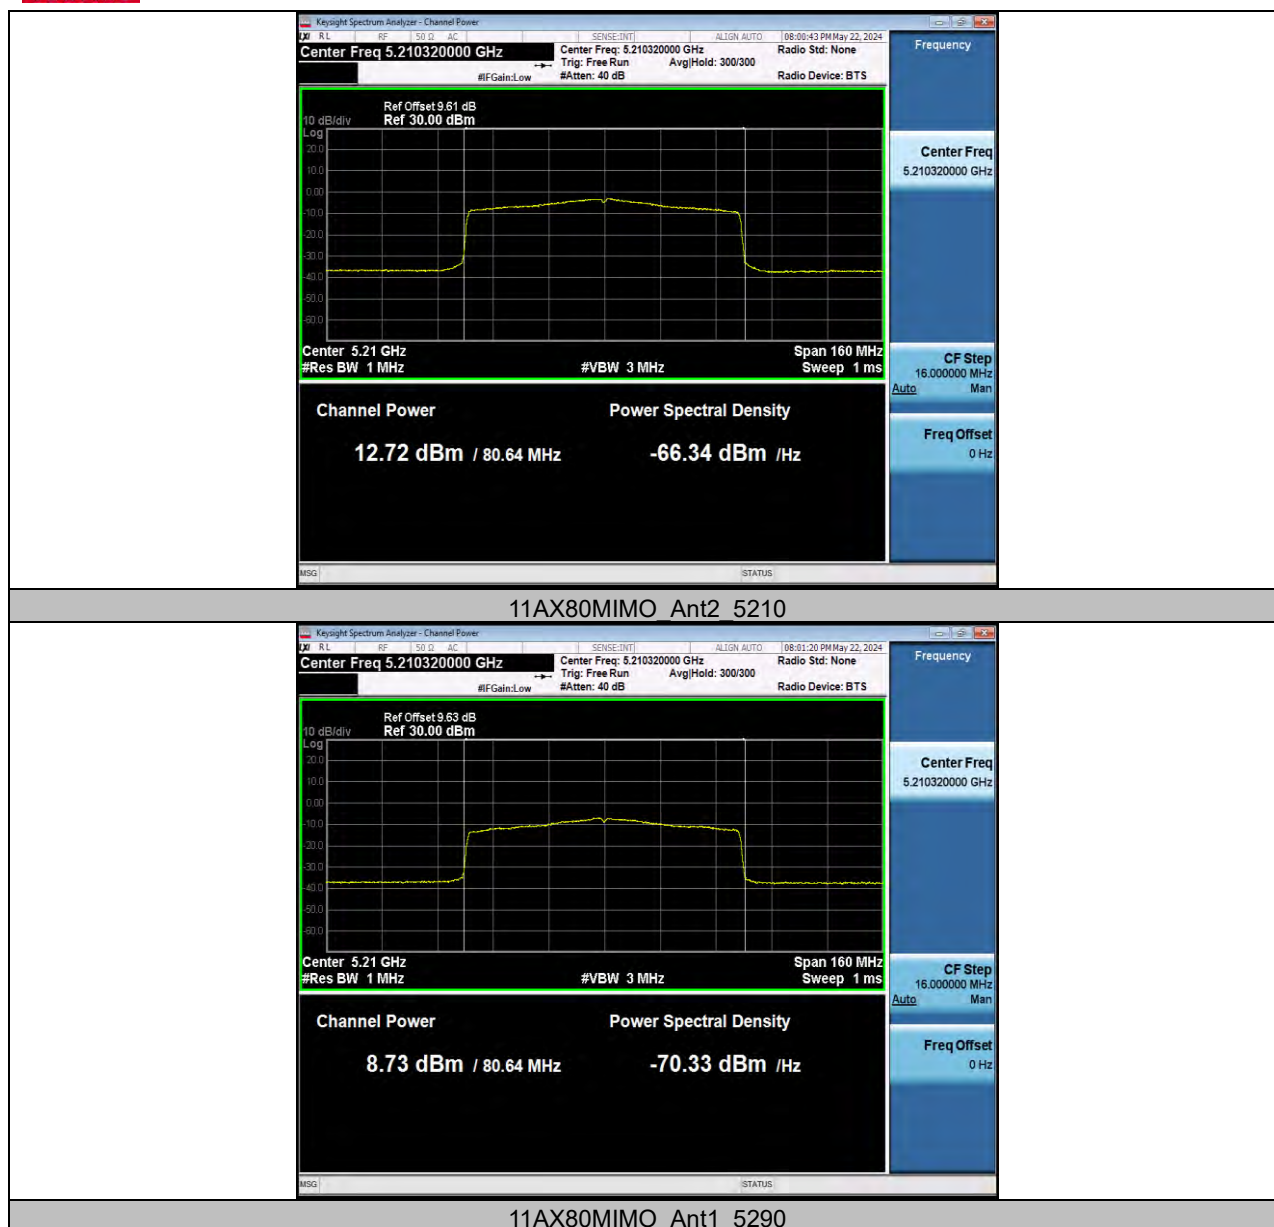 Keysight Spectrum Analyzer - Channel Power
LXI RL RF 50 Ω AC SENSE:INT ALIGN AUTO 08:00:43 PM May 22, 2024
Center Freq 5.210320000 GHz
Center Freq: 5.210320000 GHz
Radio Std: None
Trig: Free Run Avg|Hold: 300/300
#IFGain:Low
#Atten: 40 dB
Radio Device: BTS
Frequency
Ref Offset 9.61 dB
10 dB/div Ref 30.00 dBm
Log
20.0
10.0
0.00
-10.0
-20.0
-30.0
-40.0
-50.0
-60.0
Center 5.21 GHz Span 160 MHz
#Res BW 1 MHz #VBW 3 MHz Sweep 1 ms
Center Freq
5.210320000 GHz
CF Step
16.000000 MHz
Auto Man
Freq Offset
0 Hz
Channel Power Power Spectral Density
12.72 dBm / 80.64 MHz -66.34 dBm /Hz
MSG STATUS
11AX80MIMO_Ant2_5210
Keysight Spectrum Analyzer - Channel Power
LXI RL RF 50 Ω AC SENSE:INT ALIGN AUTO 08:01:20 PM May 22, 2024
Center Freq 5.210320000 GHz
Center Freq: 5.210320000 GHz
Radio Std: None
Trig: Free Run Avg|Hold: 300/300
#IFGain:Low
#Atten: 40 dB
Radio Device: BTS
Frequency
Ref Offset 9.63 dB
10 dB/div Ref 30.00 dBm
Log
20.0
10.0
0.00
-10.0
-20.0
-30.0
-40.0
-50.0
-60.0
Center 5.21 GHz Span 160 MHz
#Res BW 1 MHz #VBW 3 MHz Sweep 1 ms
Center Freq
5.210320000 GHz
CF Step
16.000000 MHz
Auto Man
Freq Offset
0 Hz
Channel Power Power Spectral Density
8.73 dBm / 80.64 MHz -70.33 dBm /Hz
MSG STATUS
11AX80MIMO_Ant1_5290